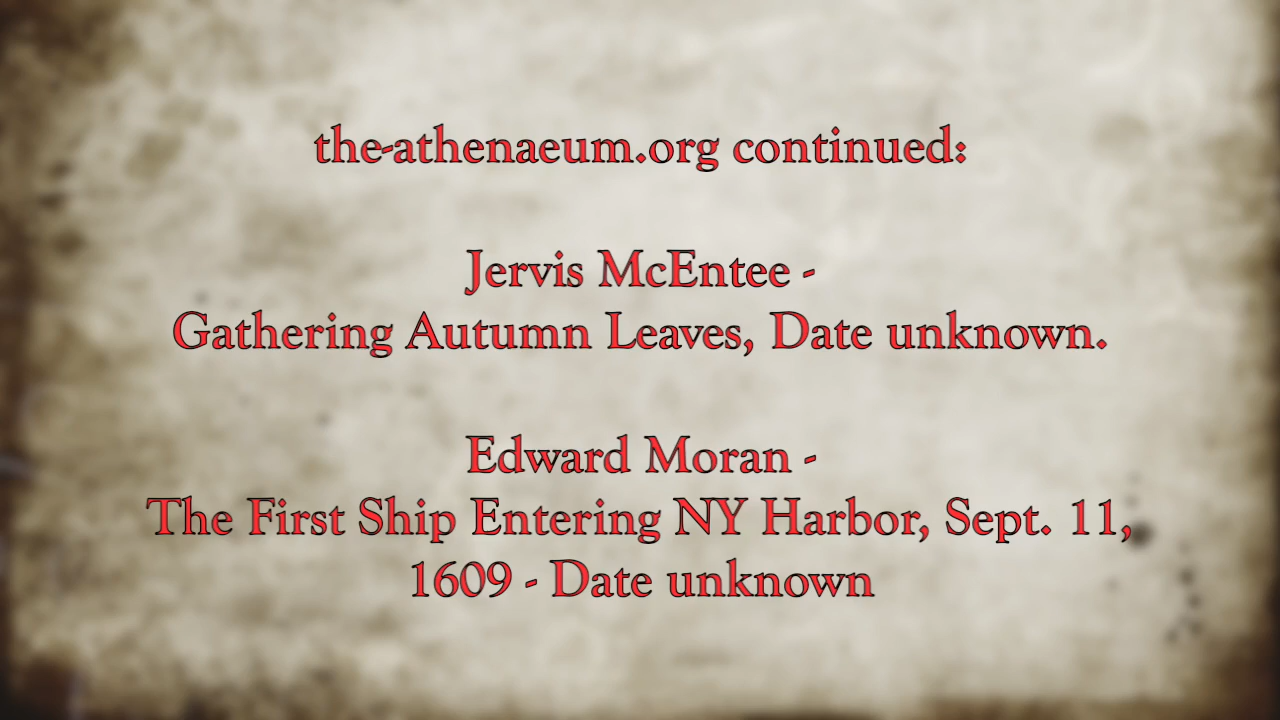 the-athenaeum.org continued:
Jervis McEntee -
Gathering Autumn Leaves, Date unknown.
Edward Moran -
The First Ship Entering NY Harbor, Sept. 11,
1609 - Date unknown